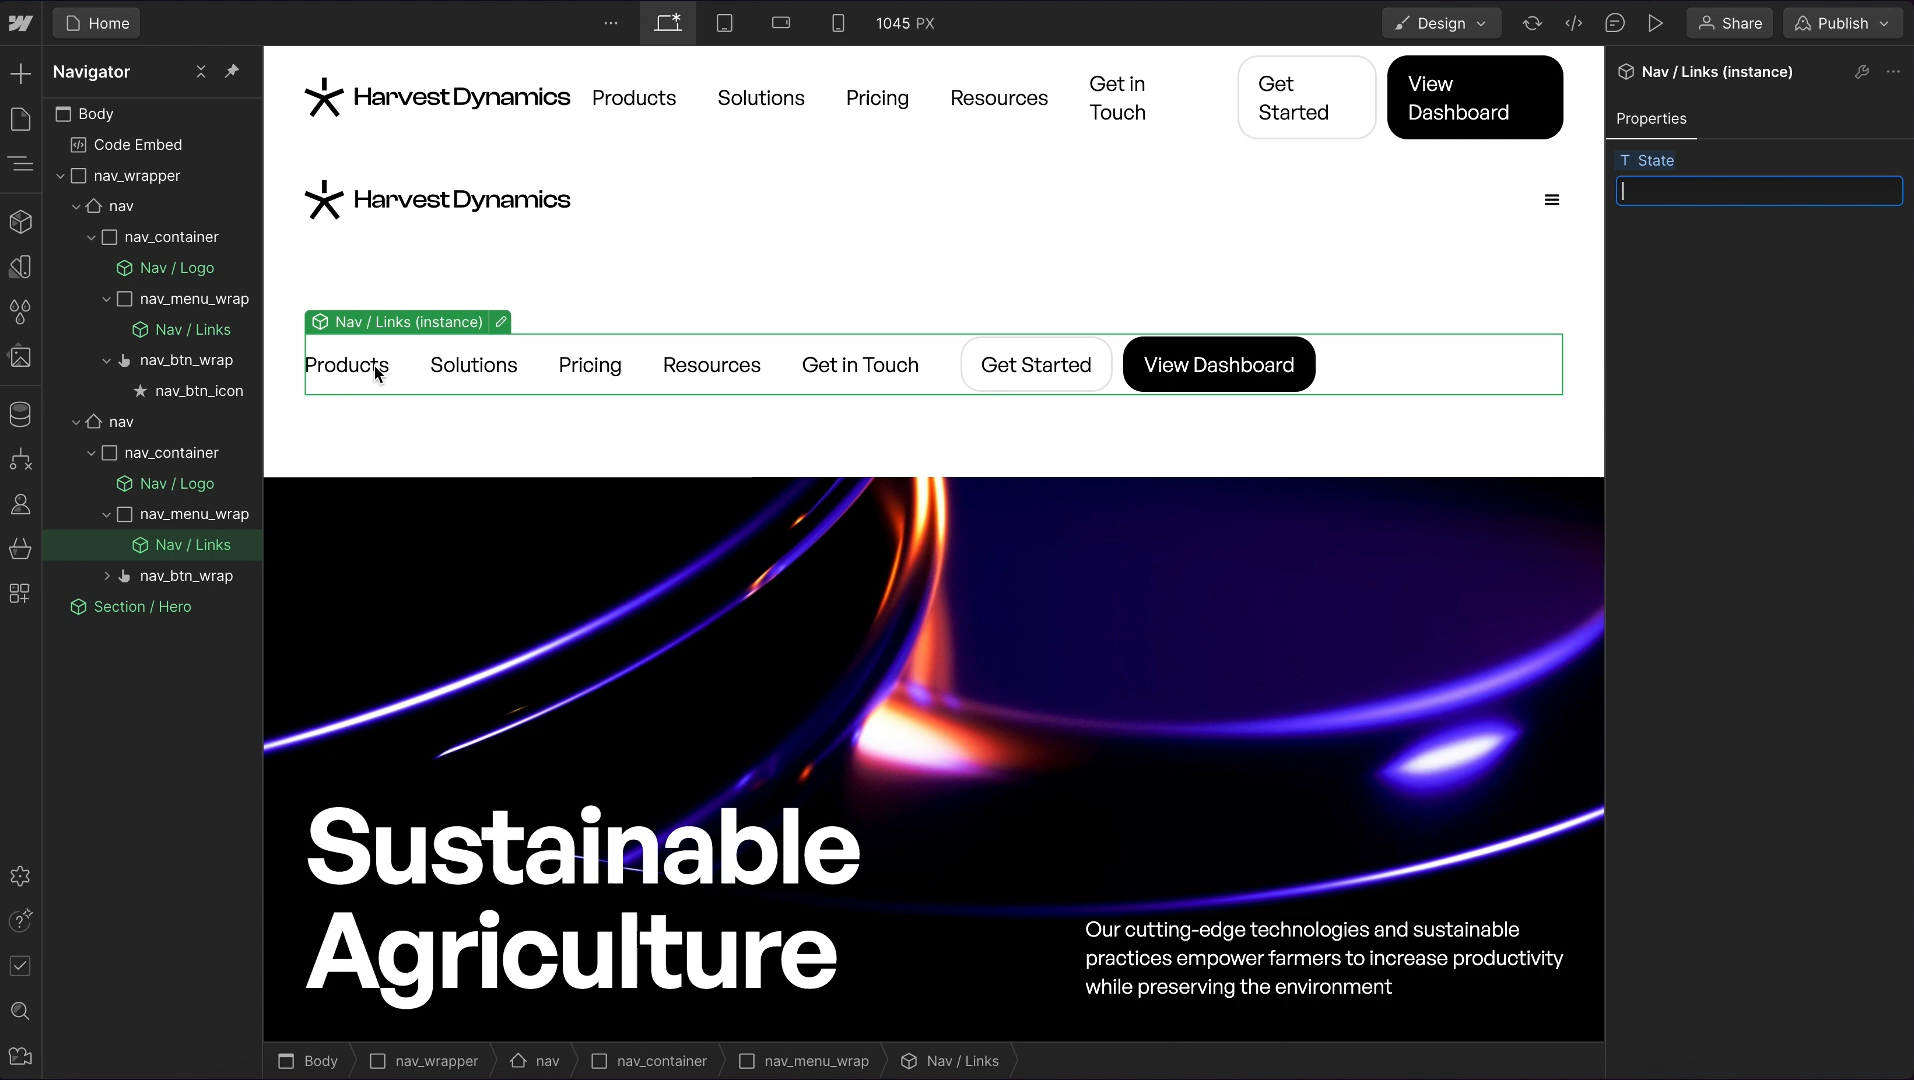 Home
1045 PX
Design
Share
Publish
Navigator
Body
Code Embed
nav_wrapper
nav
nav_container
Nav / Logo
nav_menu_wrap
Nav / Links
nav_btn_wrap
nav_btn_icon
nav
nav_container
Nav / Logo
nav_menu_wrap
Nav / Links
nav_btn_wrap
Section / Hero
Harvest Dynamics
Products
Solutions
Pricing
Resources
Get in
Touch
Get
Started
View
Dashboard
Harvest Dynamics
Nav / Links (instance)
Products
Solutions
Pricing
Resources
Get in Touch
Get Started
View Dashboard
Sustainable
Agriculture
Our cutting-edge technologies and sustainable
practices empower farmers to increase productivity
while preserving the environment
Nav / Links (instance)
Properties
T State
Body
nav_wrapper
nav
nav_container
nav_menu_wrap
Nav / Links